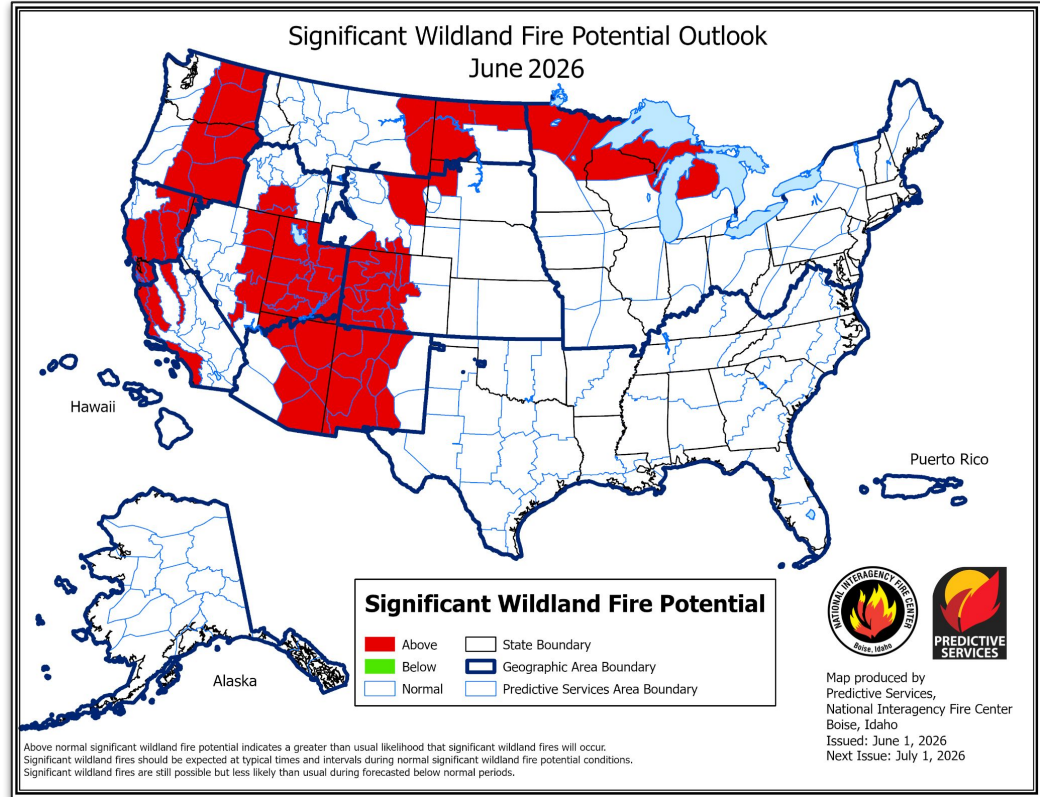 Significant Wildland Fire Potential Outlook
June 2026
Hawaii
Puerto Rico
Alaska
Significant Wildland Fire Potential
Above
Below
Normal
State Boundary
Geographic Area Boundary
Predictive Services Area Boundary
NATIONAL INTERAGENCY FIRE CENTER
Boise, Idaho
PREDICTIVE
SERVICES
Map produced by
Predictive Services,
National Interagency Fire Center
Boise, Idaho
Issued: June 1, 2026
Next Issue: July 1, 2026
Above normal significant wildland fire potential indicates a greater than usual likelihood that significant wildland fires will occur.
Significant wildland fires should be expected at typical times and intervals during normal significant wildland fire potential conditions.
Significant wildland fires are still possible but less likely than usual during forecasted below normal periods.